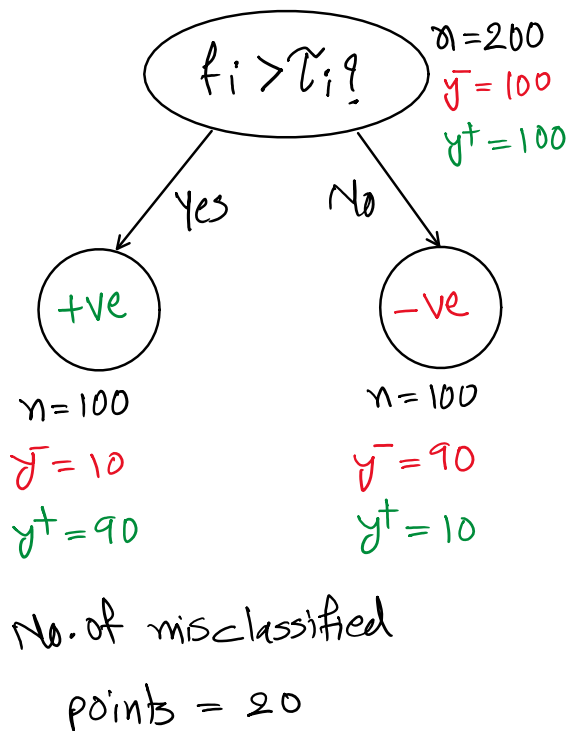 fi > τi?
n=200
y⁻ = 100
y⁺ = 100
Yes
No
+ve
-ve
n=100
y⁻ = 10
y⁺ = 90
n = 100
y⁻ = 90
y⁺ = 10
No. of misclassified
points = 20